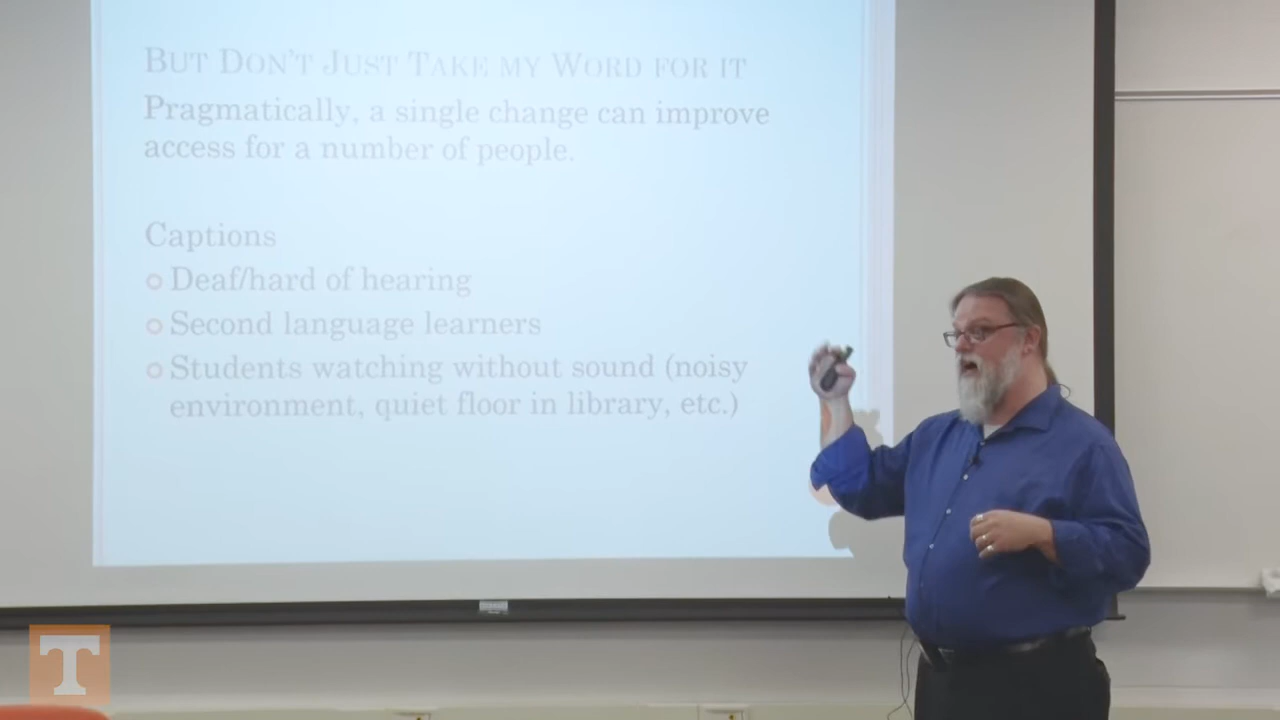 BUT DON'T JUST TAKE MY WORD FOR IT
Pragmatically, a single change can improve
access for a number of people.
Captions
Deaf/hard of hearing
Second language learners
Students watching without sound (noisy
environment, quiet floor in library, etc.)
T